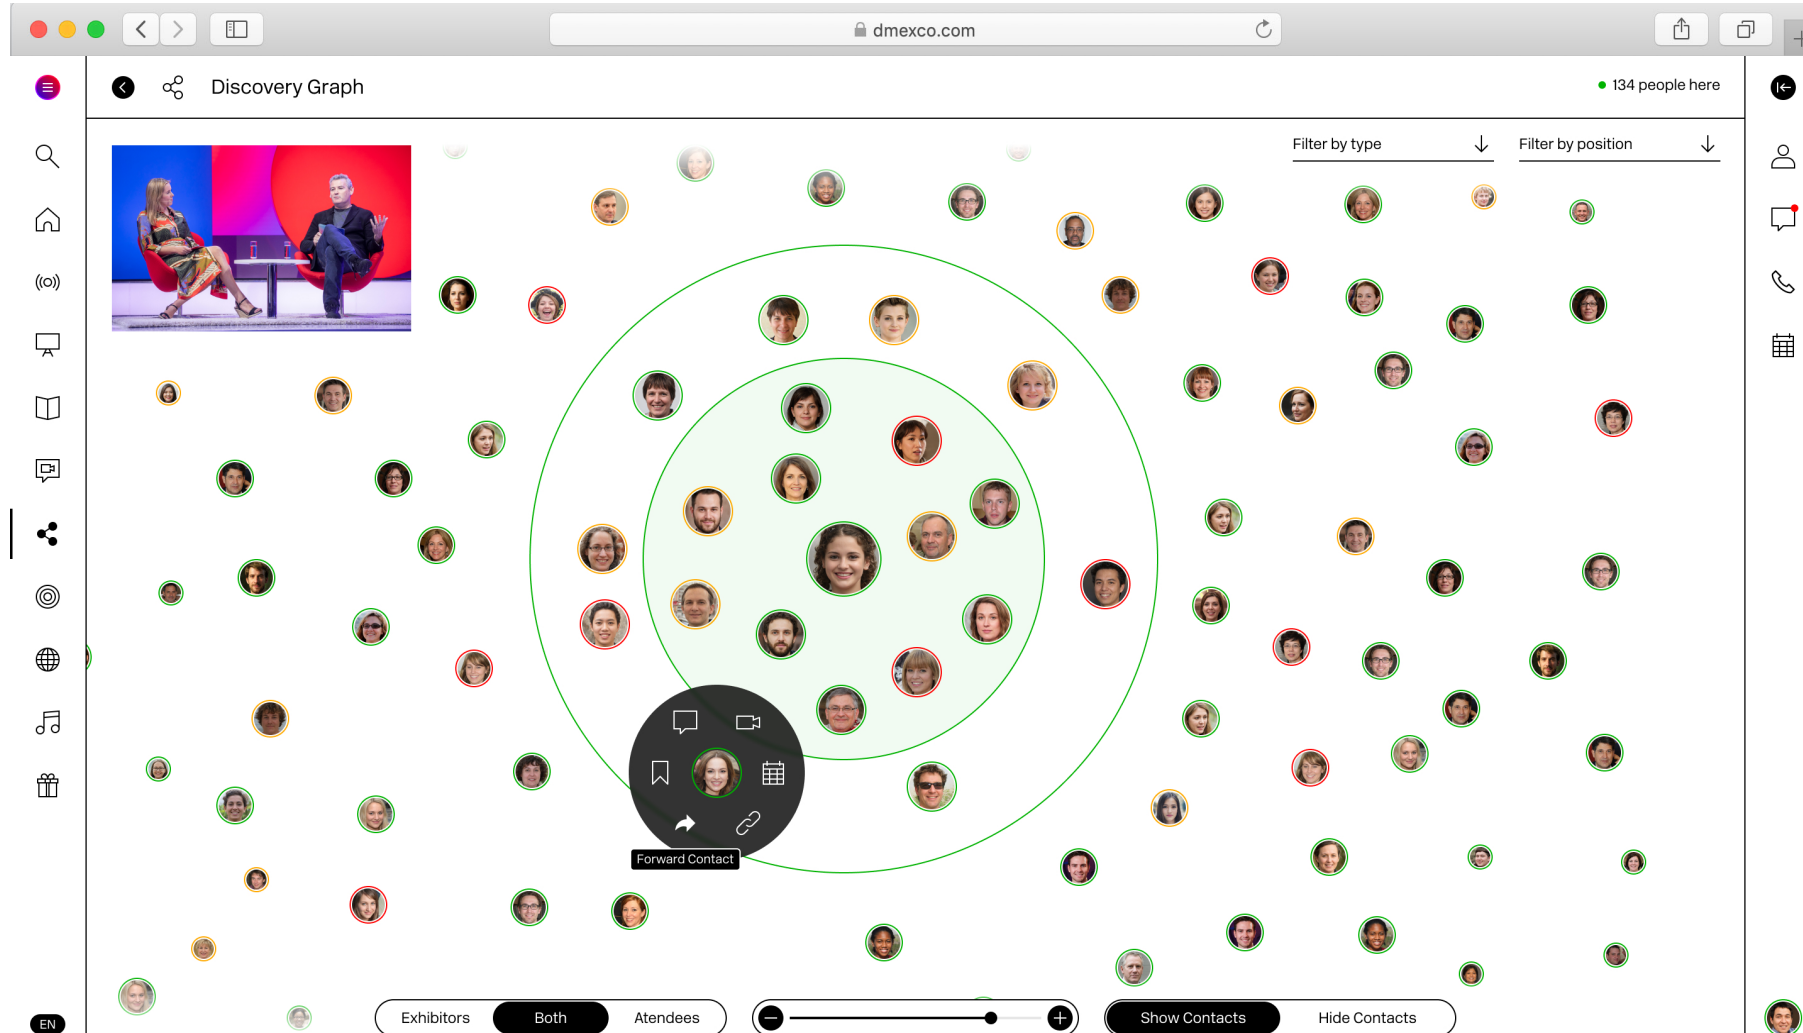 dmexco.com
Discovery Graph
134 people here
Filter by type
Filter by position
Forward Contact
Exhibitors
Both
Atendees
Show Contacts
Hide Contacts
EN